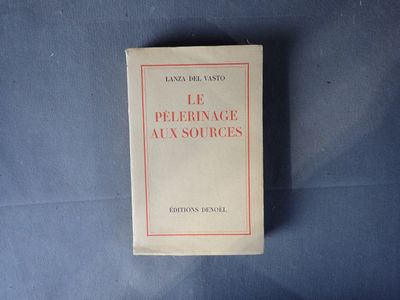 LANZA DEL VASTO
LE
PÈLERINAGE
AUX SOURCES
ÉDITIONS DENOËL